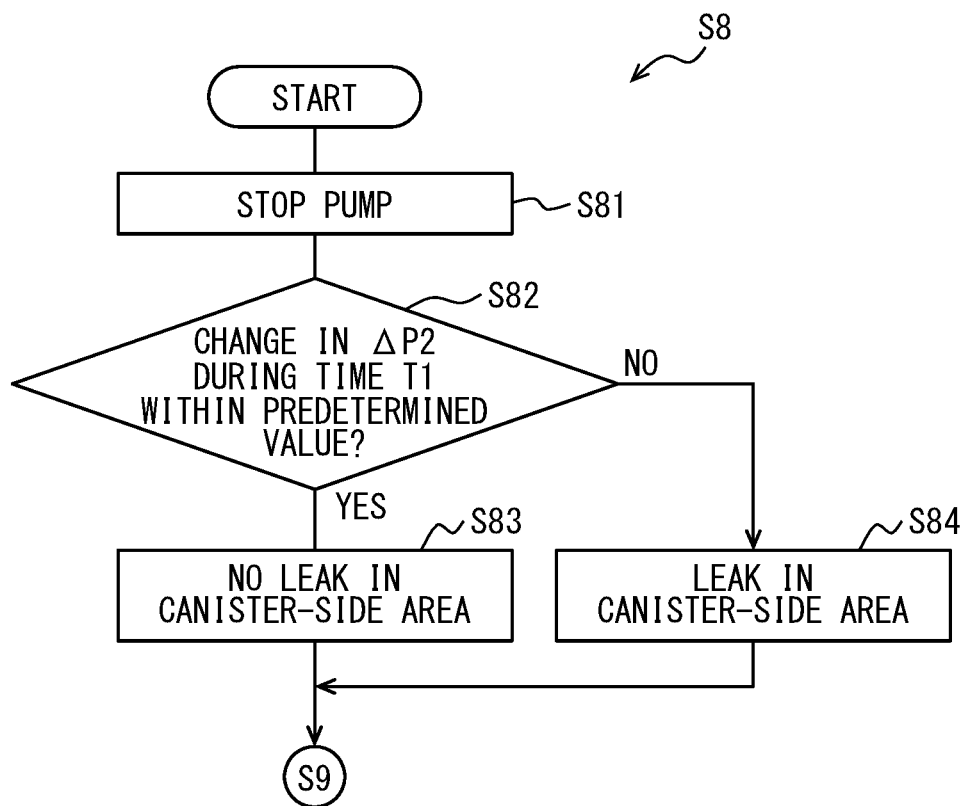 S8
START
STOP PUMP
S81
S82
CHANGE IN ΔP2
DURING TIME T1
WITHIN PREDETERMINED
VALUE?
NO
YES
S83
NO LEAK IN
CANISTER-SIDE AREA
S84
LEAK IN
CANISTER-SIDE AREA
S9